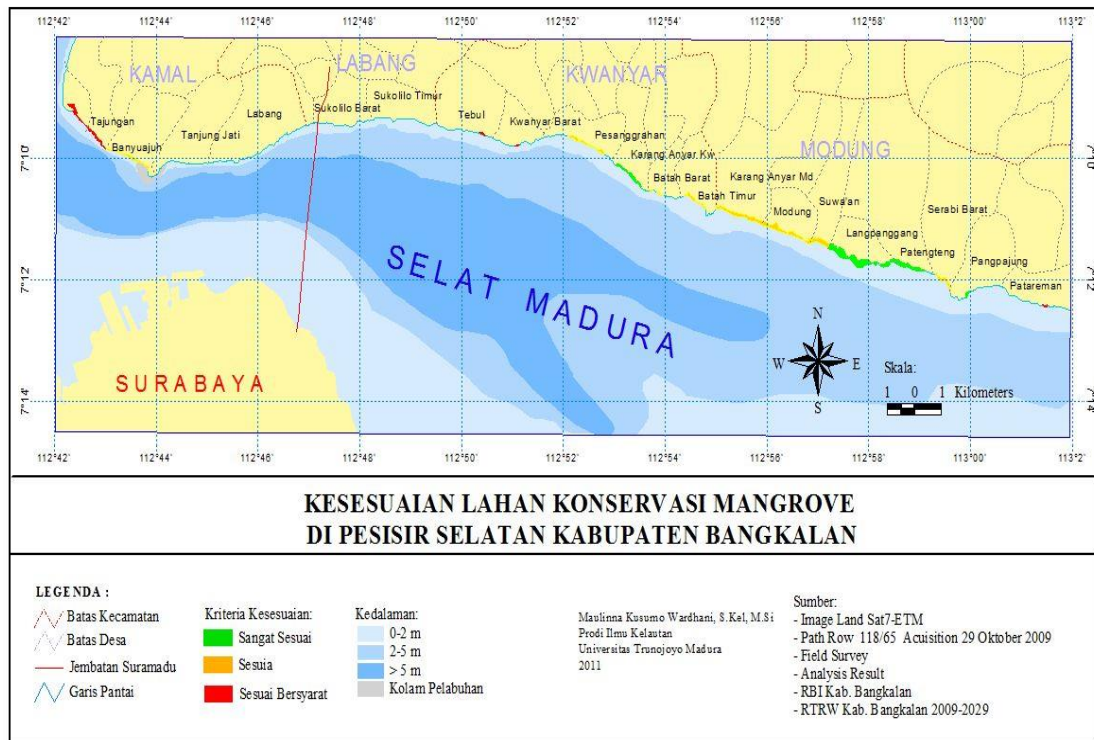 112°42' 112°44' 112°46' 112°48' 112°50' 112°52' 112°54' 112°56' 112°58' 113°00' 113°2'
KAMAL
LABANG
KWANYAR
MODUNG
Tajungan
Banyuajuh
Tanjung Jati
Labang
Sukolilo Barat
Sukolilo Timur
Tebul
Kwahyar Barat
Pesanggrahan
Karang Anyar Kw
Batah Barat
Batah Timur
Karang Anyar Md
Modung
Suwa'an
Langpanggang
Patengteng
Serabi Barat
Pangpajung
Patareman
7°10'
7°12'
7°14'
SELAT MADURA
SURABAYA
N
W E
S
Skala:
1 0 1 Kilometers
112°42' 112°44' 112°46' 112°48' 112°50' 112°52' 112°54' 112°56' 112°58' 113°00' 113°2'
KESESUAIAN LAHAN KONSERVASI MANGROVE
DI PESISIR SELATAN KABUPATEN BANGKALAN
LEGENDA :
Batas Kecamatan
Batas Desa
Jembatan Suramadu
Garis Pantai
Kriteria Kesesuaian:
Sangat Sesuai
Sesuia
Sesuai Bersyarat
Kedalaman:
0-2 m
2-5 m
> 5 m
Kolam Pelabuhan
Maulinna Kusumo Wardhani, S.Kel, M.Si
Prodi Ilmu Kelautan
Universitas Trunojoyo Madura
2011
Sumber:
- Image Land Sat7-ETM
- Path Row 118/65 Acuisition 29 Oktober 2009
- Field Survey
- Analysis Result
- RBI Kab. Bangkalan
- RTRW Kab. Bangkalan 2009-2029